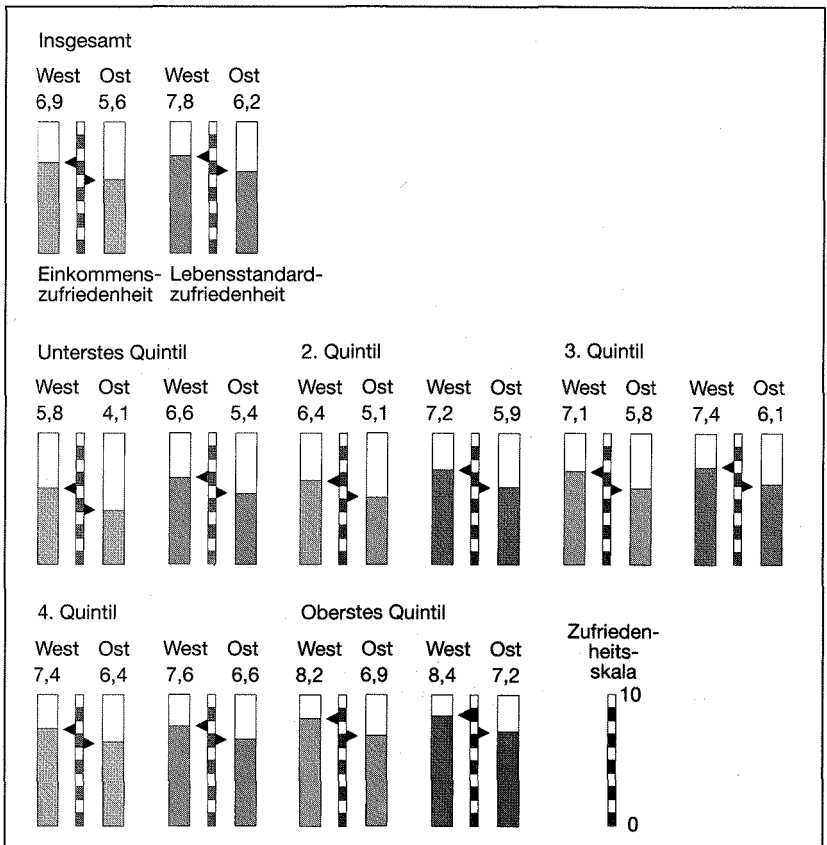 Insgesamt
West Ost West Ost
6,9 5,6 7,8 6,2
Einkommens- Lebensstandard-
zufriedenheit zufriedenheit
Unterstes Quintil 2. Quintil 3. Quintil
West Ost West Ost West Ost West Ost West Ost West Ost
5,8 4,1 6,6 5,4 6,4 5,1 7,2 5,9 7,1 5,8 7,4 6,1
4. Quintil Oberstes Quintil
West Ost West Ost West Ost West Ost
7,4 6,4 7,6 6,6 8,2 6,9 8,4 7,2
Zufrieden-
heits-
skala
10
0